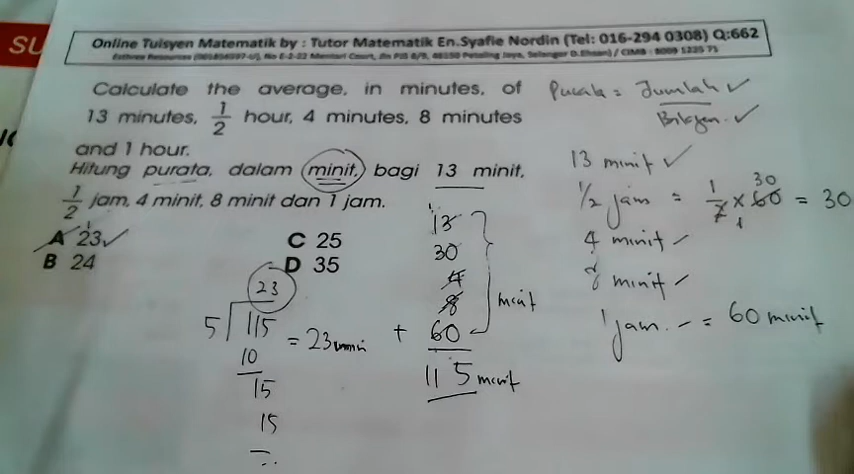 SU
Online Tuisyen Matematik by : Tutor Matematik En.Syafie Nordin (Tel: 016-294 0308) Q:662
Calculate the average, in minutes, of
13 minutes, 1/2 hour, 4 minutes, 8 minutes
and 1 hour.
Hitung purata, dalam minit, bagi 13 minit,
1/2 jam, 4 minit, 8 minit dan 1 jam.
A 23 ✓
B 24
C 25
D 35
Purata = Jumlah ✓
Bilgan ✓
13 minit ✓
1/2 jam = 1/2 × 60 = 30
30
1
4 minit
8 minit
1 jam = 60 minit
13
30
4
8
+ 60
minit
115 minit
23
5 115 = 23 minit
10
15
15